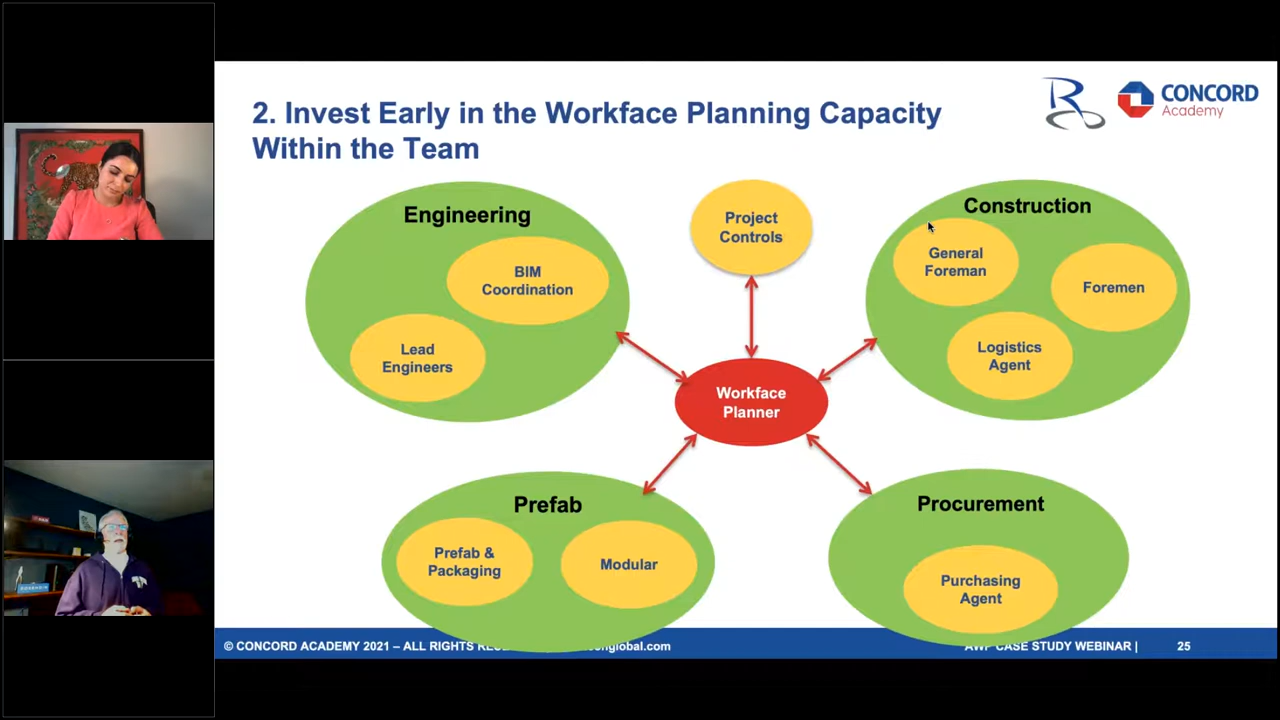 2. Invest Early in the Workface Planning Capacity
Within the Team
CONCORD
Academy
Engineering
BIM
Coordination
Lead
Engineers
Project
Controls
Construction
General
Foreman
Foremen
Logistics
Agent
Workface
Planner
Prefab
Prefab &
Packaging
Modular
Procurement
Purchasing
Agent
© CONCORD ACADEMY 2021 – ALL RIGHTS
AWP CASE STUDY WEBINAR |
25